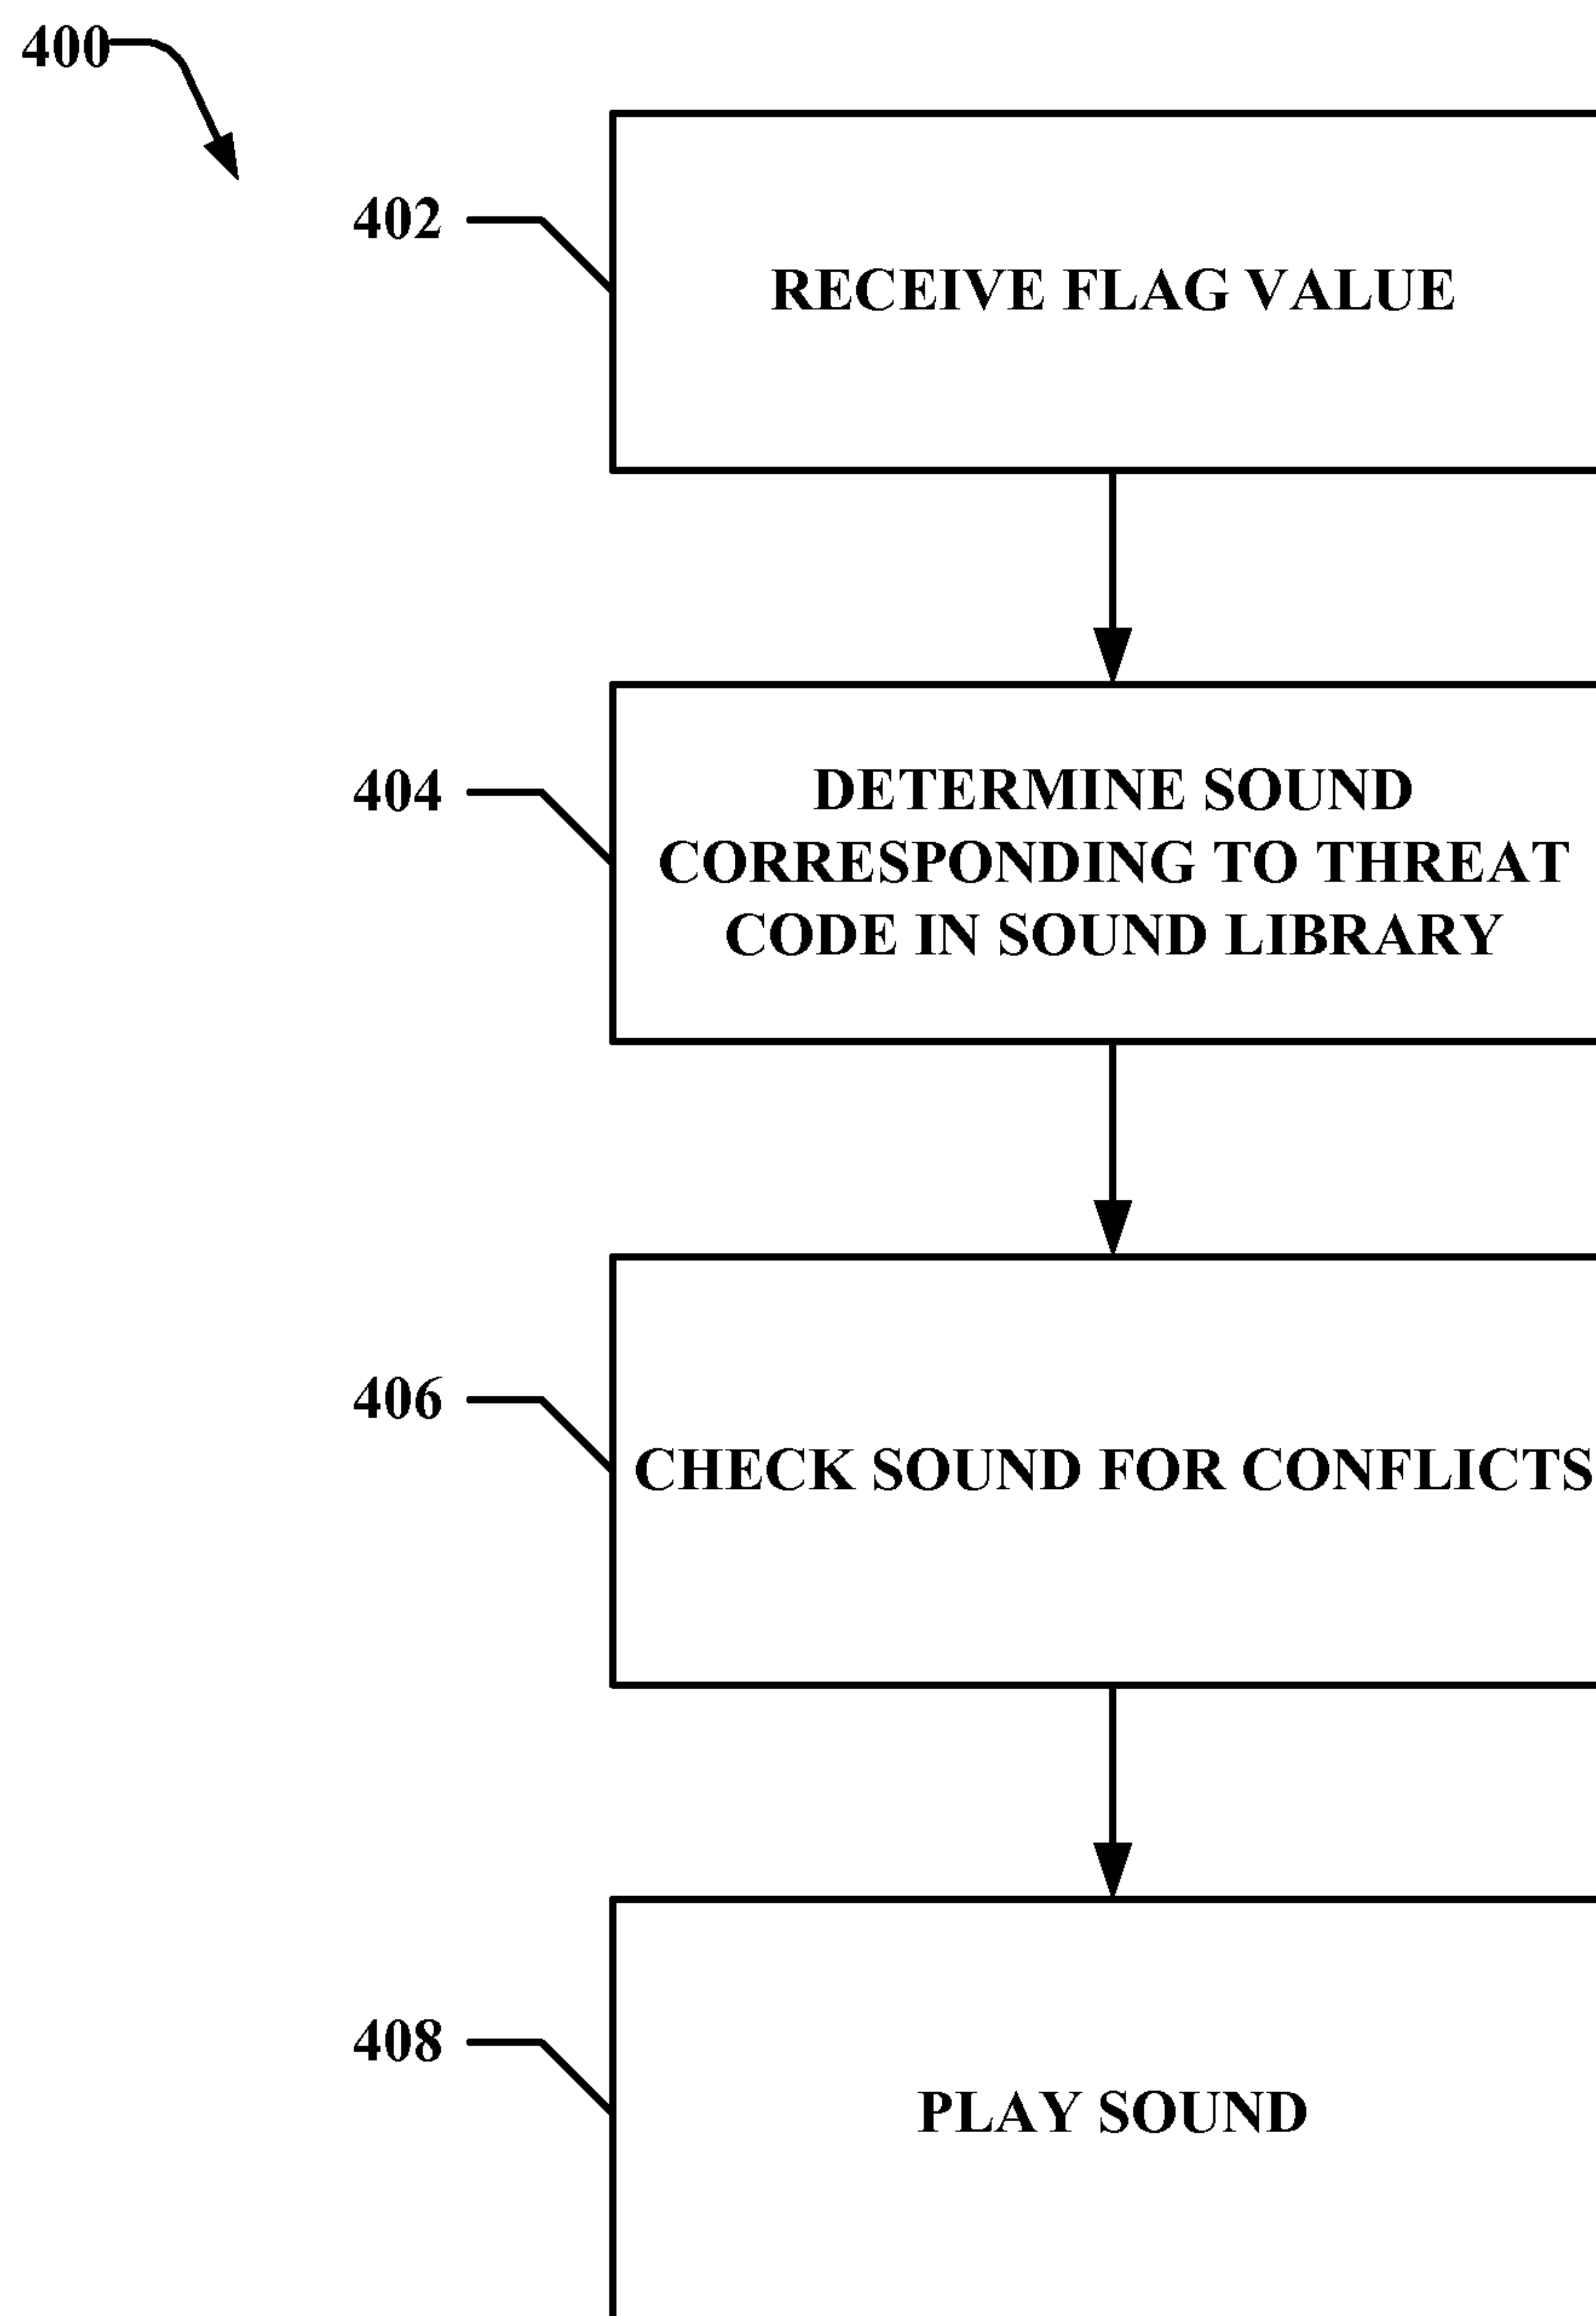 400
402
RECEIVE FLAG VALUE
404
DETERMINE SOUND
CORRESPONDING TO THREAT
CODE IN SOUND LIBRARY
406
CHECK SOUND FOR CONFLICTS
408
PLAY SOUND